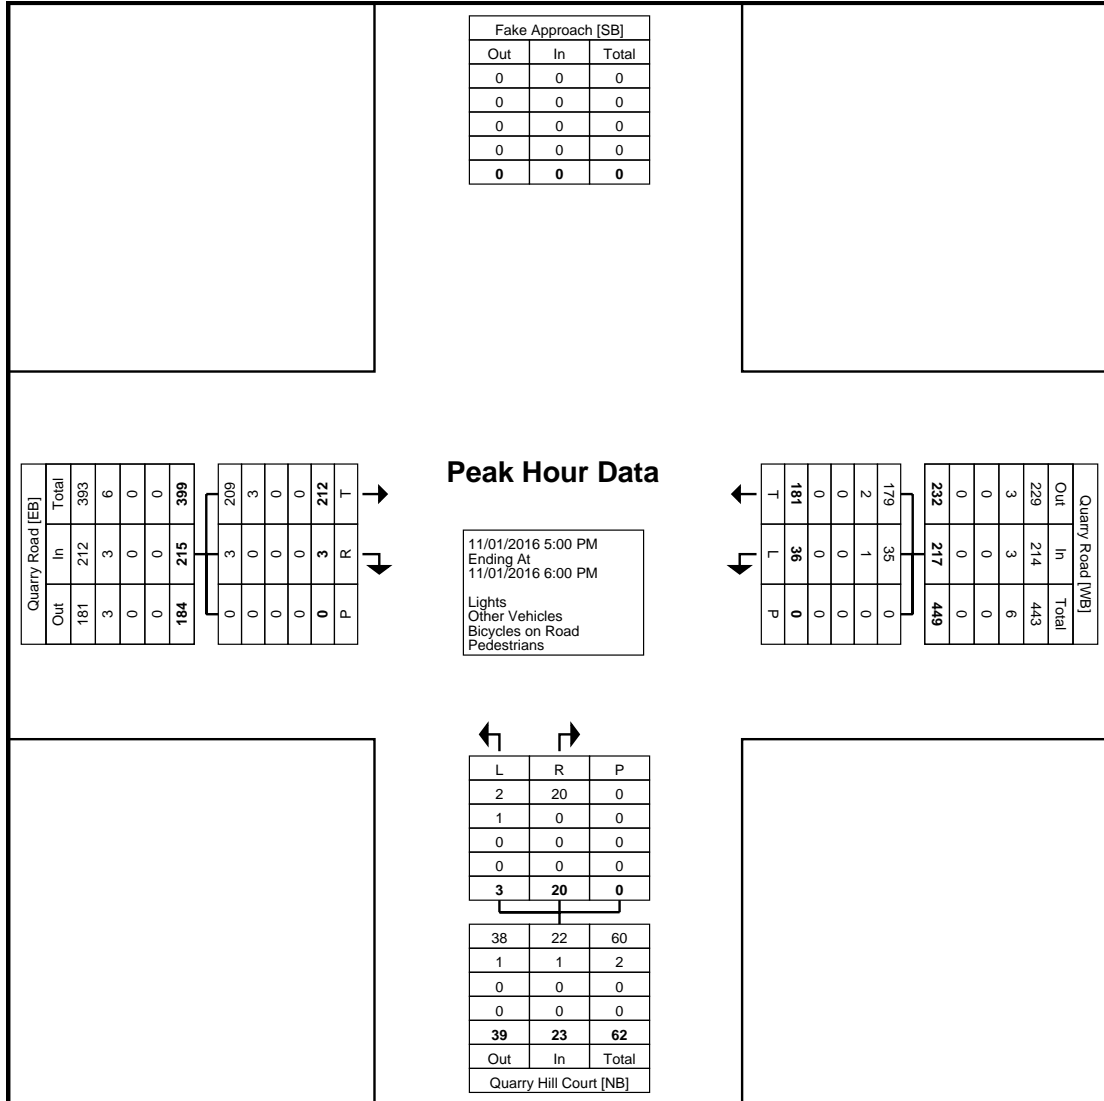 Fake Approach [SB]
Out In Total
0 0 0
0 0 0
0 0 0
0 0 0
0 0 0
Peak Hour Data
11/01/2016 5:00 PM
Ending At
11/01/2016 6:00 PM
Lights
Other Vehicles
Bicycles on Road
Pedestrians
Quarry Road [EB]
Total 393 6 0 0 399
In 212 3 0 0 215
Out 181 3 0 0 184
209 3 0 0 212 T
3 0 0 0 3 R
0 0 0 0 0 P
Quarry Road [WB]
Out In Total
229 214 443
3 3 6
0 0 0
0 0 0
232 217 449
179 35 0
2 1 0
0 0 0
0 0 0
181 36 0
T L P
L R P
2 20 0
1 0 0
0 0 0
0 0 0
3 20 0
38 22 60
1 1 2
0 0 0
0 0 0
39 23 62
Out In Total
Quarry Hill Court [NB]